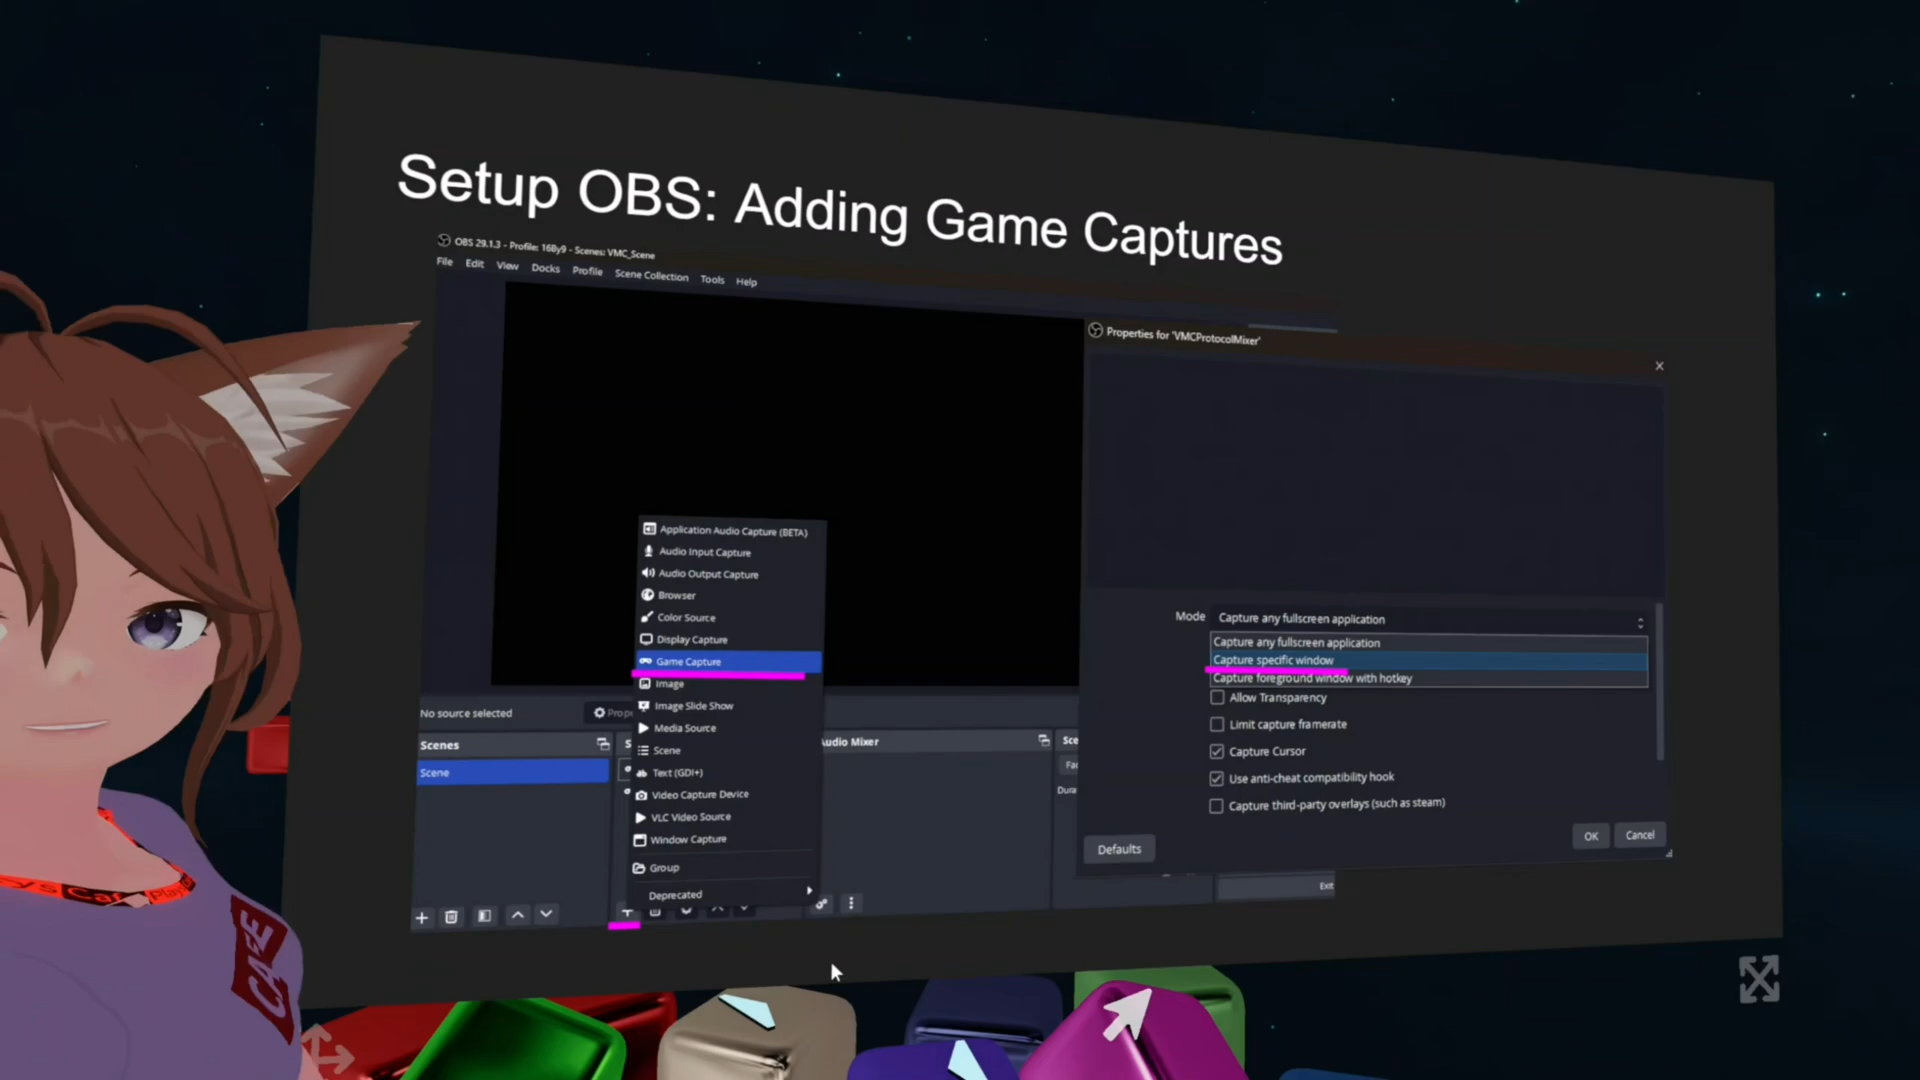 Setup OBS: Adding Game Captures
OBS 29.1.3 - Profile: 16By9 - Scenes: VMC_Scene
File Edit View Docks Profile Scene Collection Tools Help
Properties for 'VMCProtocolMixer'
Application Audio Capture (BETA)
Audio Input Capture
Audio Output Capture
Browser
Color Source
Display Capture
Game Capture
Image
Image Slide Show
Media Source
Scene
Text (GDI+)
Video Capture Device
VLC Video Source
Window Capture
Group
Deprecated
Mode Capture any fullscreen application
Capture any fullscreen application
Capture specific window
Capture foreground window with hotkey
Allow Transparency
Limit capture framerate
Capture Cursor
Use anti-cheat compatibility hook
Capture third-party overlays (such as steam)
Defaults
OK Cancel
No source selected
Scenes
Scene
Audio Mixer
Exit
CAFE